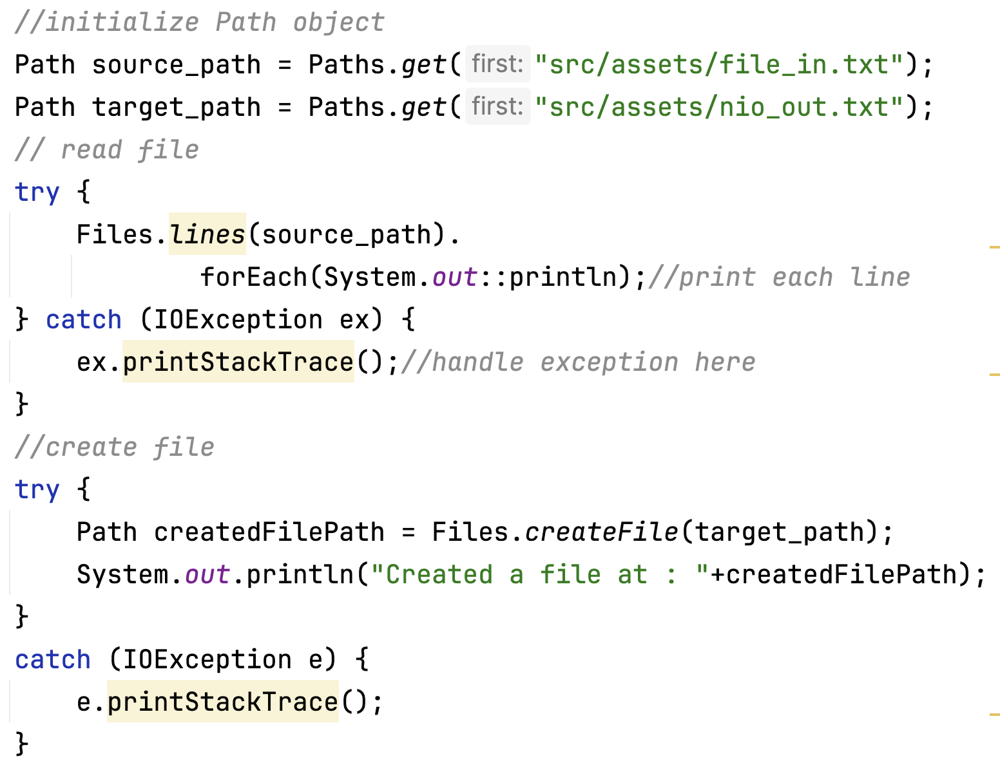 //initialize Path object
Path source_path = Paths.get( first: "src/assets/file_in.txt");
Path target_path = Paths.get( first: "src/assets/nio_out.txt");
// read file
try {
    Files.lines(source_path).
            forEach(System.out::println);//print each line
} catch (IOException ex) {
    ex.printStackTrace();//handle exception here
}
//create file
try {
    Path createdFilePath = Files.createFile(target_path);
    System.out.println("Created a file at : "+createdFilePath);
}
catch (IOException e) {
    e.printStackTrace();
}